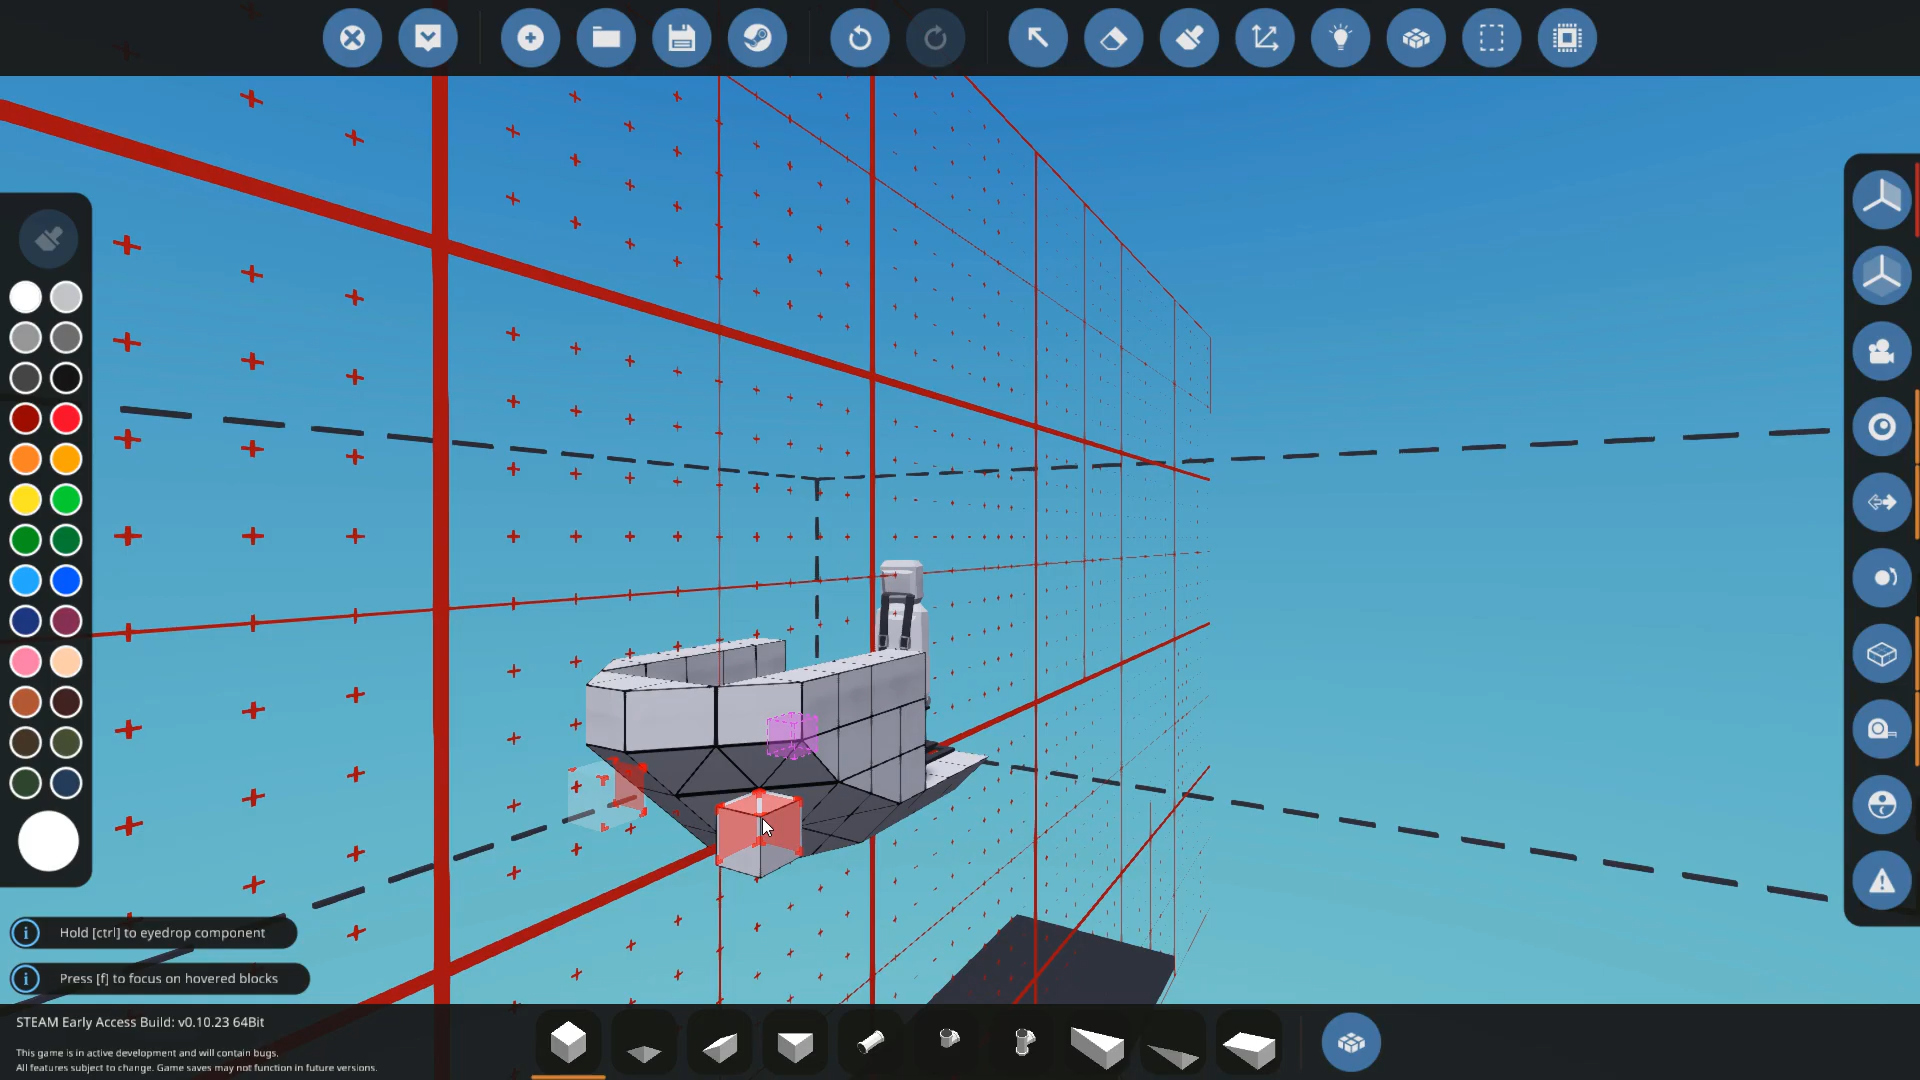 Hold [ctrl] to eyedrop component
Press [f] to focus on hovered blocks
STEAM Early Access Build: v0.10.23 64Bit
This game is in active development and will contain bugs.
All features subject to change. Game saves may not function in future versions.